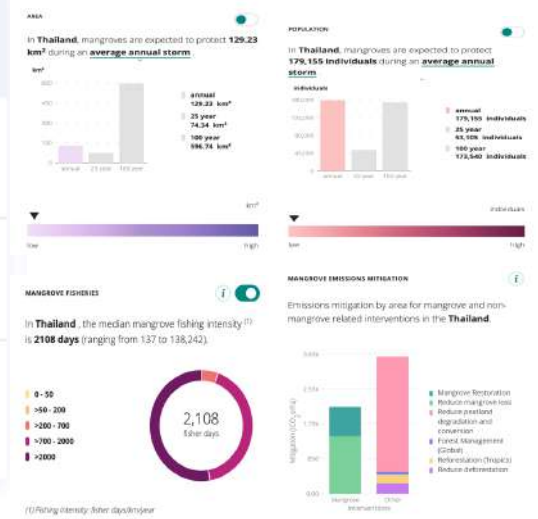 AREA
In Thailand, mangroves are expected to protect 129.23
km² during an average annual storm.
km²
annual
129.23 km²
25 year
74.34 km²
100 year
596.74 km²
annual 25 year 100 year
km²
low high
POPULATION
In Thailand, mangroves are expected to protect
179,155 individuals during an average annual
storm
individuals
annual
179,155 individuals
25 year
100 year
173,540 individuals
annual 25 year 100 year
individuals
low high
MANGROVE FISHERIES
i
In Thailand , the median mangrove fishing intensity (1)
is 2108 days (ranging from 137 to 138,242).
0 - 50
>50 - 200
>200 - 700
>700 - 2000
>2000
2,108
fisher days
(1) Fishing intensity: fisher days/km/year
MANGROVE EMISSIONS MITIGATION
i
Emissions mitigation by area for mangrove and non-
mangrove related interventions in the Thailand.
Mangrove Restoration
Reduce mangrove loss
Reduce peatland
degradation and
conversion
Forest Management
(Global)
Reforestation (Tropics)
Reduce deforestation
Mangrove Other
Interventions